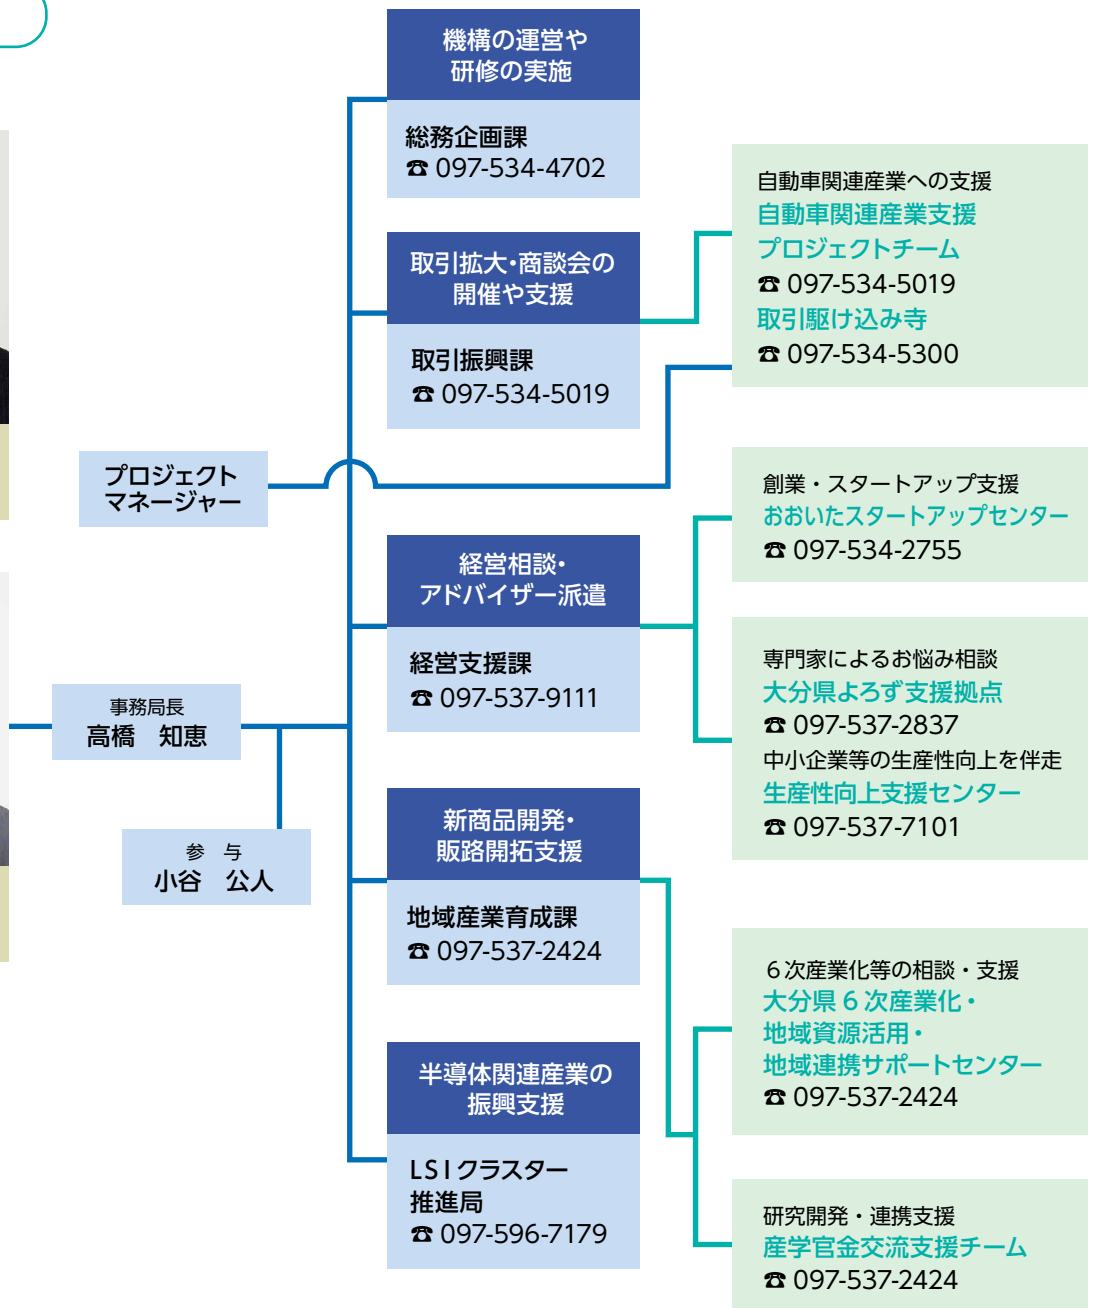 機構の運営や
研修の実施
総務企画課
☎ 097-534-4702
取引拡大・商談会の
開催や支援
取引振興課
☎ 097-534-5019
自動車関連産業への支援
自動車関連産業支援
プロジェクトチーム
☎ 097-534-5019
取引駆け込み寺
☎ 097-534-5300
プロジェクト
マネージャー
経営相談・
アドバイザー派遣
経営支援課
☎ 097-537-9111
創業・スタートアップ支援
おおいたスタートアップセンター
☎ 097-534-2755
専門家によるお悩み相談
大分県よろず支援拠点
☎ 097-537-2837
中小企業等の生産性向上を伴走
生産性向上支援センター
☎ 097-537-7101
事務局長
高橋　知恵
参　与
小谷　公人
新商品開発・
販路開拓支援
地域産業育成課
☎ 097-537-2424
６次産業化等の相談・支援
大分県 6 次産業化・
地域資源活用・
地域連携サポートセンター
☎ 097-537-2424
半導体関連産業の
振興支援
LSIクラスター
推進局
☎ 097-596-7179
研究開発・連携支援
産学官金交流支援チーム
☎ 097-537-2424